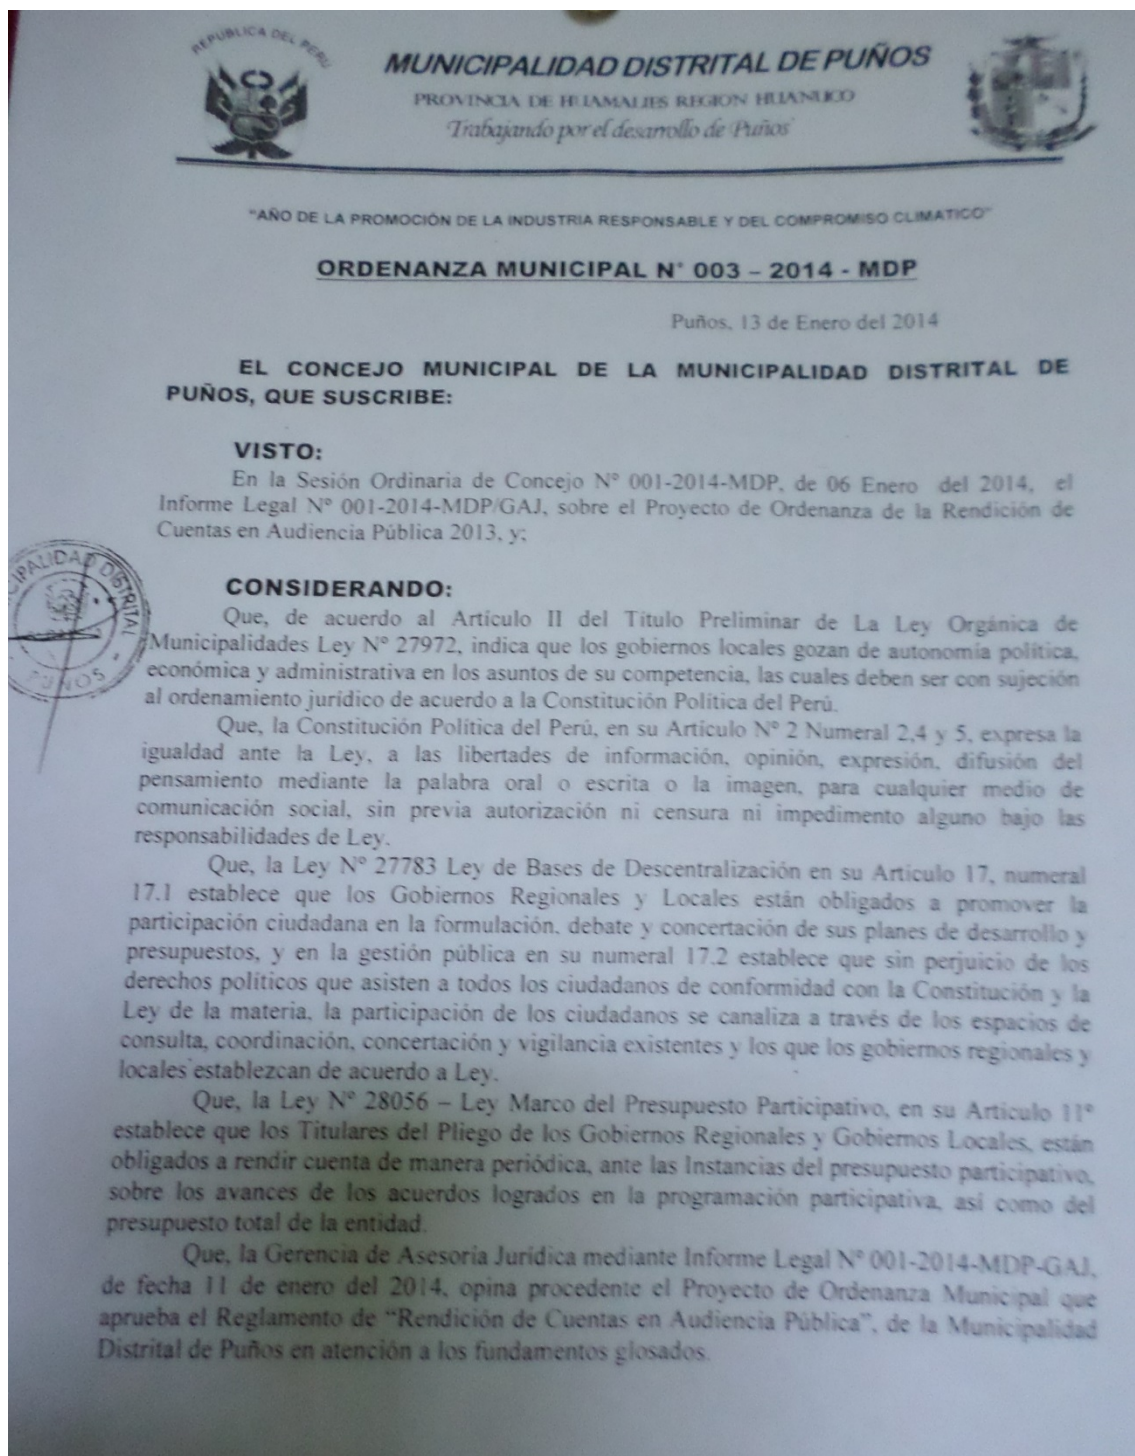 REPUBLICA DEL PERU
MUNICIPALIDAD DISTRITAL DE PUÑOS
PROVINCIA DE HUAMALIES REGION HUANUCO
Trabajando por el desarrollo de Puños
"AÑO DE LA PROMOCIÓN DE LA INDUSTRIA RESPONSABLE Y DEL COMPROMISO CLIMATICO"
ORDENANZA MUNICIPAL N° 003 – 2014 - MDP
Puños, 13 de Enero del 2014
EL CONCEJO MUNICIPAL DE LA MUNICIPALIDAD DISTRITAL DE
PUÑOS, QUE SUSCRIBE:
VISTO:
En la Sesión Ordinaria de Concejo N° 001-2014-MDP, de 06 Enero del 2014, el
Informe Legal N° 001-2014-MDP/GAJ, sobre el Proyecto de Ordenanza de la Rendición de
Cuentas en Audiencia Pública 2013, y;
CONSIDERANDO:
Que, de acuerdo al Artículo II del Título Preliminar de La Ley Orgánica de
Municipalidades Ley N° 27972, indica que los gobiernos locales gozan de autonomía política,
económica y administrativa en los asuntos de su competencia, las cuales deben ser con sujeción
al ordenamiento jurídico de acuerdo a la Constitución Política del Perú.
Que, la Constitución Política del Perú, en su Artículo N° 2 Numeral 2,4 y 5, expresa la
igualdad ante la Ley, a las libertades de información, opinión, expresión, difusión del
pensamiento mediante la palabra oral o escrita o la imagen, para cualquier medio de
comunicación social, sin previa autorización ni censura ni impedimento alguno bajo las
responsabilidades de Ley.
Que, la Ley N° 27783 Ley de Bases de Descentralización en su Artículo 17, numeral
17.1 establece que los Gobiernos Regionales y Locales están obligados a promover la
participación ciudadana en la formulación, debate y concertación de sus planes de desarrollo y
presupuestos, y en la gestión pública en su numeral 17.2 establece que sin perjuicio de los
derechos políticos que asisten a todos los ciudadanos de conformidad con la Constitución y la
Ley de la materia, la participación de los ciudadanos se canaliza a través de los espacios de
consulta, coordinación, concertación y vigilancia existentes y los que los gobiernos regionales y
locales establezcan de acuerdo a Ley.
Que, la Ley N° 28056 – Ley Marco del Presupuesto Participativo, en su Artículo 11°
establece que los Titulares del Pliego de los Gobiernos Regionales y Gobiernos Locales, están
obligados a rendir cuenta de manera periódica, ante las Instancias del presupuesto participativo,
sobre los avances de los acuerdos logrados en la programación participativa, así como del
presupuesto total de la entidad.
Que, la Gerencia de Asesoría Jurídica mediante Informe Legal N° 001-2014-MDP-GAJ,
de fecha 11 de enero del 2014, opina procedente el Proyecto de Ordenanza Municipal que
aprueba el Reglamento de "Rendición de Cuentas en Audiencia Pública", de la Municipalidad
Distrital de Puños en atención a los fundamentos glosados.
DISTRITAL
PUÑOS